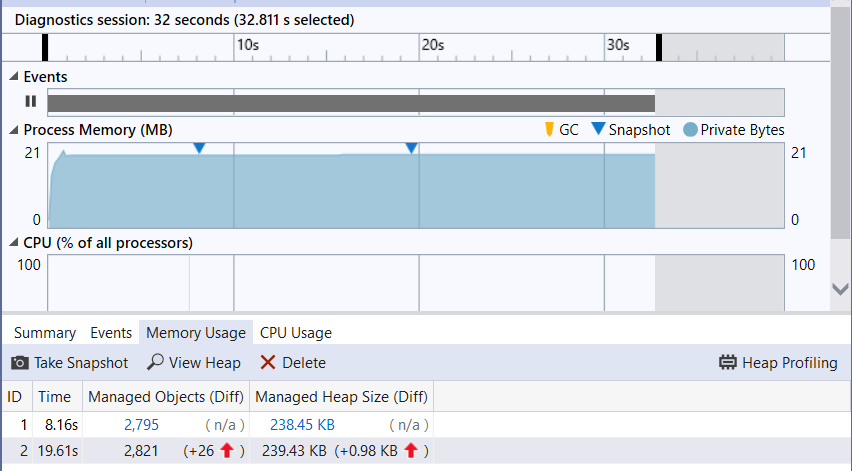 Diagnostics session: 32 seconds (32.811 s selected)
10s 20s 30s
Events
Process Memory (MB) GC Snapshot Private Bytes
21 21
0 0
CPU (% of all processors)
100 100
Summary Events Memory Usage CPU Usage
Take Snapshot View Heap Delete Heap Profiling
ID Time Managed Objects (Diff) Managed Heap Size (Diff)
1 8.16s 2,795 (n/a) 238.45 KB (n/a)
2 19.61s 2,821 (+26 ) 239.43 KB (+0.98 KB )